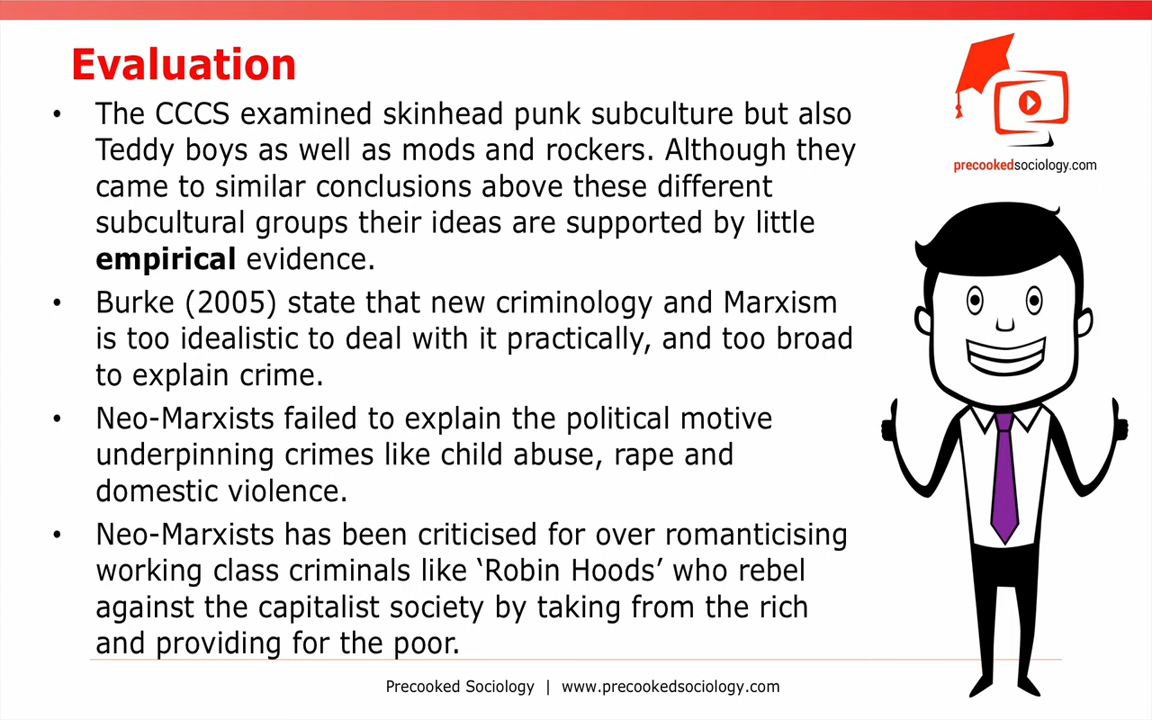 Evaluation
precookedsociology.com
• The CCCS examined skinhead punk subculture but also
Teddy boys as well as mods and rockers. Although they
came to similar conclusions above these different
subcultural groups their ideas are supported by little
empirical evidence.
• Burke (2005) state that new criminology and Marxism
is too idealistic to deal with it practically, and too broad
to explain crime.
• Neo-Marxists failed to explain the political motive
underpinning crimes like child abuse, rape and
domestic violence.
• Neo-Marxists has been criticised for over romanticising
working class criminals like ‘Robin Hoods’ who rebel
against the capitalist society by taking from the rich
and providing for the poor.
Precooked Sociology | www.precookedsociology.com